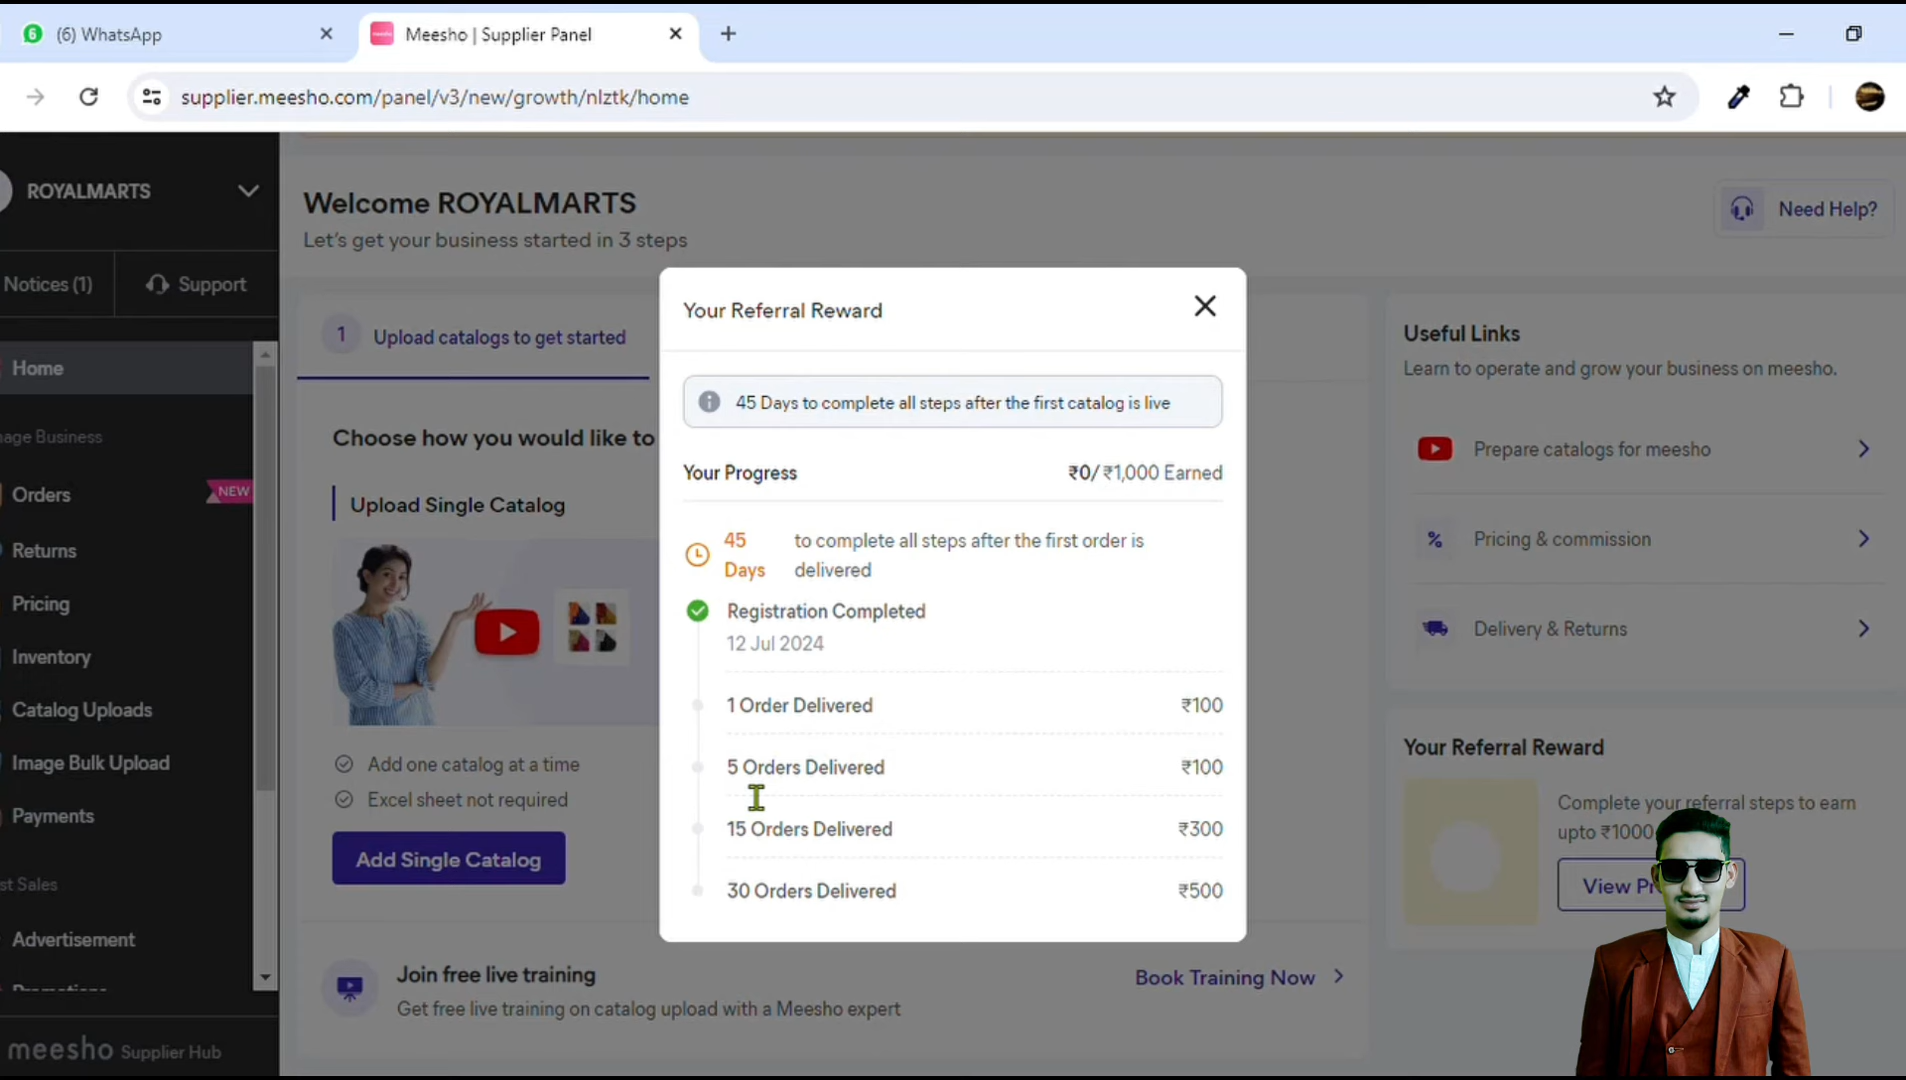 6
(6) WhatsApp
Meesho | Supplier Panel
supplier.meesho.com/panel/v3/new/growth/nlztk/home
ROYALMARTS
Notices (1)
Support
Home
age Business
Orders
NEW
Returns
Pricing
Inventory
Catalog Uploads
Image Bulk Upload
Payments
st Sales
Advertisement
meesho Supplier Hub
Welcome ROYALMARTS
Let's get your business started in 3 steps
Need Help?
1 Upload catalogs to get started
Choose how you would like to
Upload Single Catalog
Add one catalog at a time
Excel sheet not required
Add Single Catalog
Join free live training
Get free live training on catalog upload with a Meesho expert
Book Training Now
Your Referral Reward
45 Days to complete all steps after the first catalog is live
Your Progress
₹0/ ₹1,000 Earned
45 Days
to complete all steps after the first order is
delivered
Registration Completed
12 Jul 2024
1 Order Delivered
₹100
5 Orders Delivered
₹100
15 Orders Delivered
₹300
30 Orders Delivered
₹500
Useful Links
Learn to operate and grow your business on meesho.
Prepare catalogs for meesho
% Pricing & commission
Delivery & Returns
Your Referral Reward
Complete your referral steps to earn
upto ₹1000
View